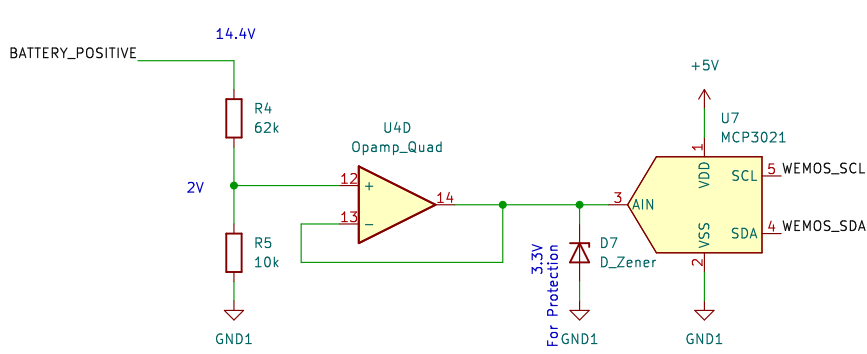 14.4V
BATTERY_POSITIVE
+5V
R4
62k
U4D
Opamp_Quad
U7
MCP3021
1
VDD
SCL
5
WEMOS_SCL
2V
12
+
13
-
14
3
AIN
VSS
SDA
4
WEMOS_SDA
2
R5
10k
3.3V
For Protection
D7
D_Zener
GND1
GND1
GND1